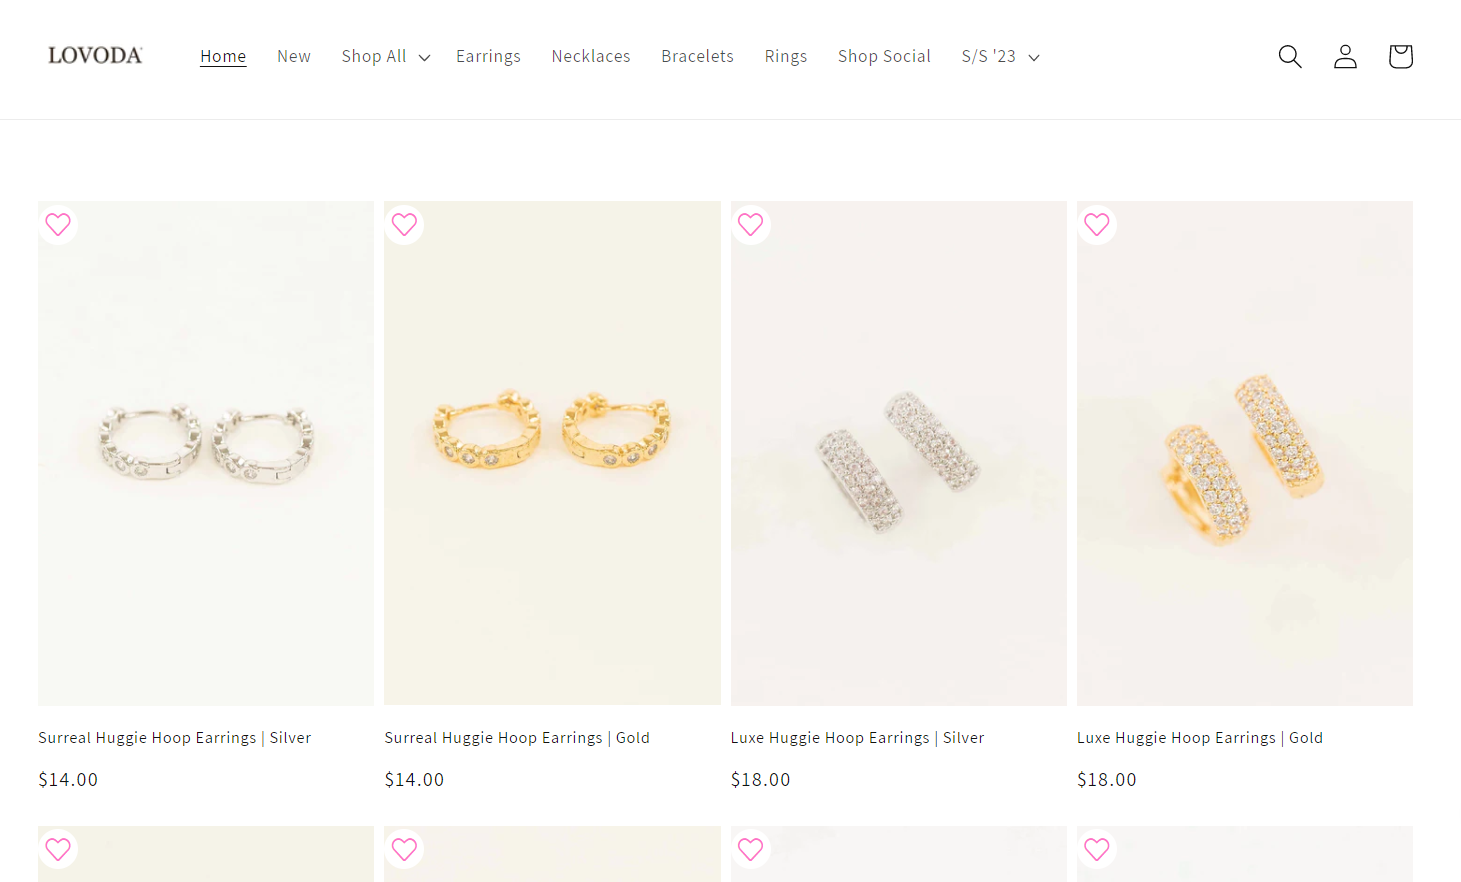 LOVODA
Home New Shop All Earrings Necklaces Bracelets Rings Shop Social S/S '23
Surreal Huggie Hoop Earrings | Silver
$14.00
Surreal Huggie Hoop Earrings | Gold
$14.00
Luxe Huggie Hoop Earrings | Silver
$18.00
Luxe Huggie Hoop Earrings | Gold
$18.00